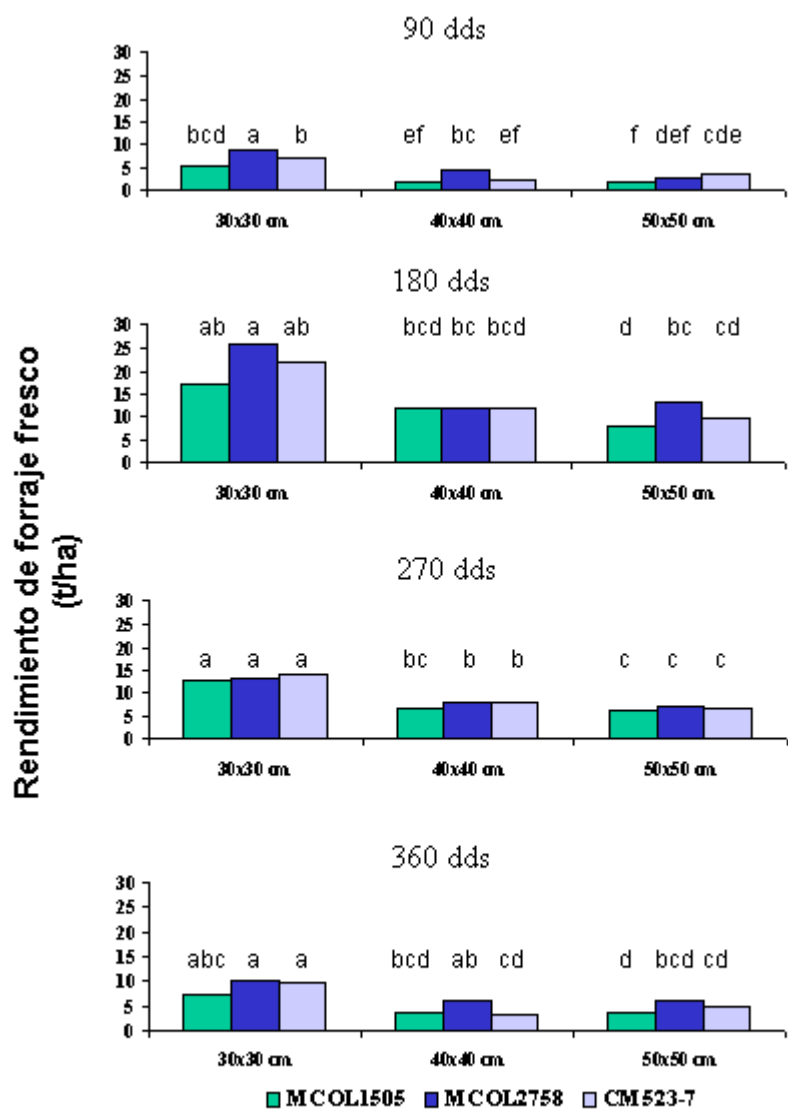 90 dds
30
25
20
15
10
5
0
bcd a b ef bc ef f def cde
30x30 cm. 40x40 cm. 50x50 cm.
180 dds
30
25
20
15
10
5
0
ab a ab bcd bc bcd d bc cd
30x30 cm. 40x40 cm. 50x50 cm.
Rendimiento de forraje fresco
(t/ha)
270 dds
30
25
20
15
10
5
0
a a a bc b b c c c
30x30 cm. 40x40 cm. 50x50 cm.
360 dds
30
25
20
15
10
5
0
abc a a bcd ab cd d bcd cd
30x30 cm. 40x40 cm. 50x50 cm.
MCOL1505 MCOL2758 CM523-7